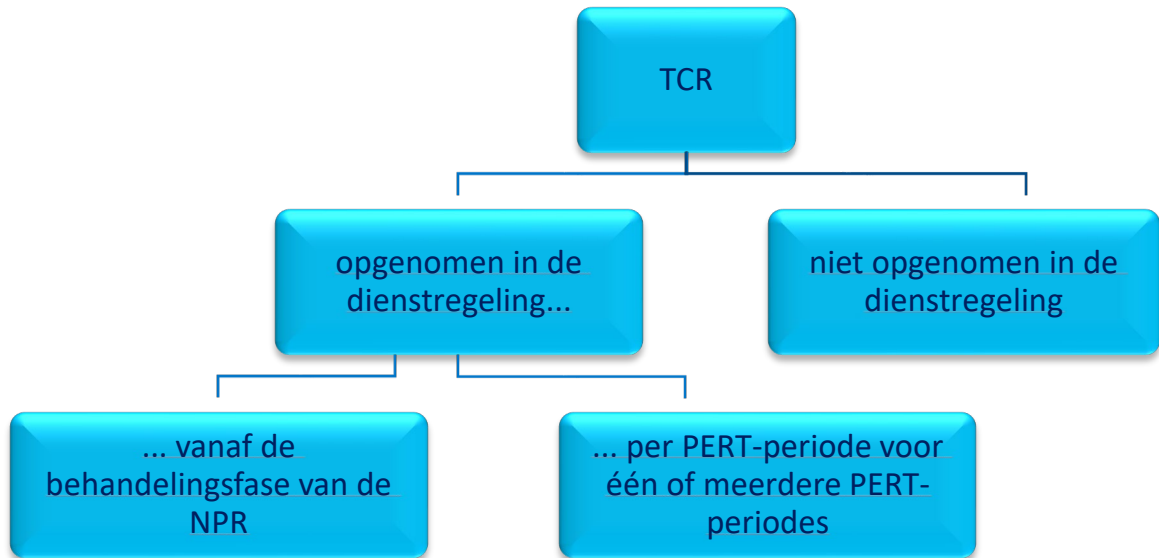 TCR
opgenomen in de
dienstregeling...
niet opgenomen in de
dienstregeling
... vanaf de
behandelingsfase van de
NPR
... per PERT-periode voor
één of meerdere PERT-
periodes